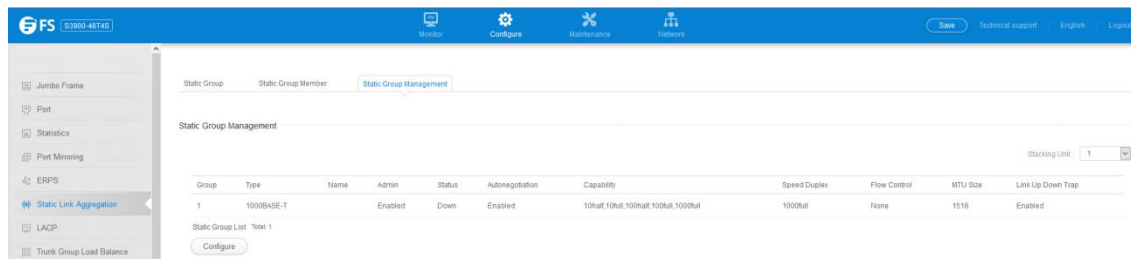 FS S3900-48T4S
Monitor Configure Maintenance Network
Save Technical support English Logout
Jumbo Frame
Port
Statistics
Port Mirroring
ERPS
Static Link Aggregation
LACP
Trunk Group Load Balance
Static Group Static Group Member Static Group Management
Static Group Management
Stacking Unit : 1
Group Type Name Admin Status Autonegotiation Capability Speed Duplex Flow Control MTU Size Link Up Down Trap
1 1000BASE-T Enabled Down Enabled 10half,10full,100half,100full,1000full 1000full None 1518 Enabled
Static Group List Total: 1
Configure